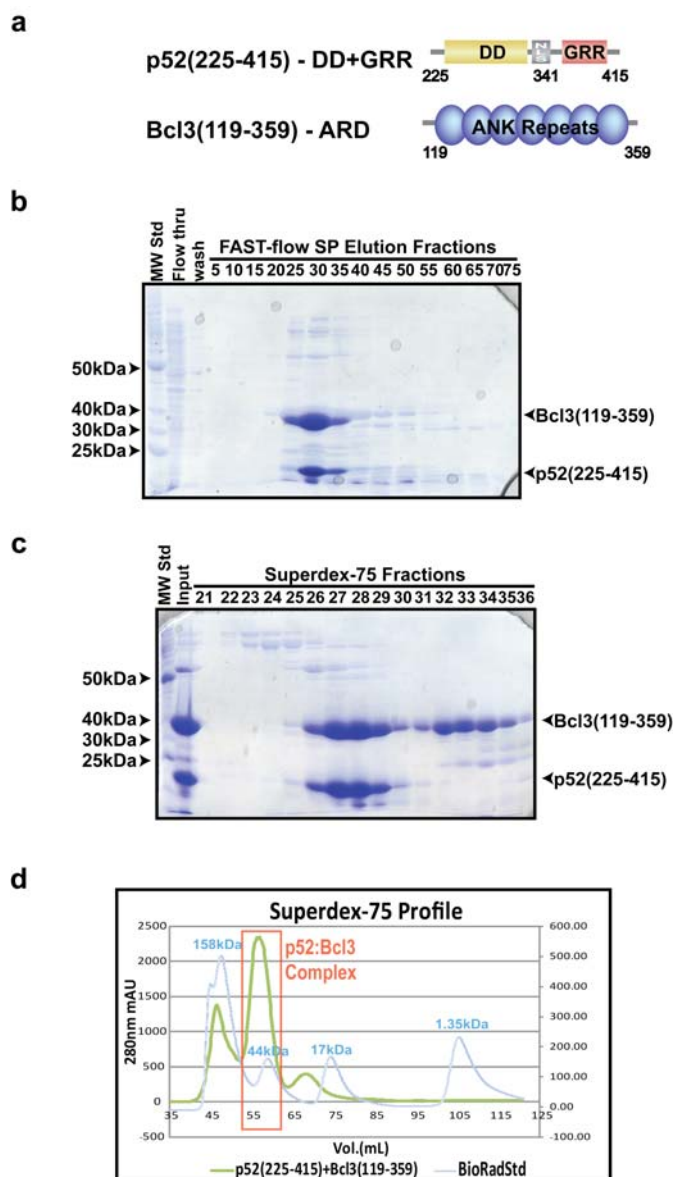 a
p52(225-415) - DD+GRR
DD
GRR
225
341
415
Bcl3(119-359) - ARD
ANK Repeats
119
359
b
MW Std
Flow thru
wash
FAST-flow SP Elution Fractions
5 10 15 20 25 30 35 40 45 50 55 60 65 70 75
50kDa
40kDa
30kDa
25kDa
Bcl3(119-359)
p52(225-415)
c
MW Std
Input
Superdex-75 Fractions
21 22 23 24 25 26 27 28 29 30 31 32 33 34 35 36
50kDa
40kDa
30kDa
25kDa
Bcl3(119-359)
p52(225-415)
d
Superdex-75 Profile
2500
2000
1500
1000
500
0
-500
280nm mAU
158kDa
p52:Bcl3
Complex
44kDa
17kDa
1.35kDa
600.00
500.00
400.00
300.00
200.00
100.00
0.00
-100.00
35 45 55 65 75 85 95 105 115 125
Vol.(mL)
p52(225-415)+Bcl3(119-359)
BioRadStd